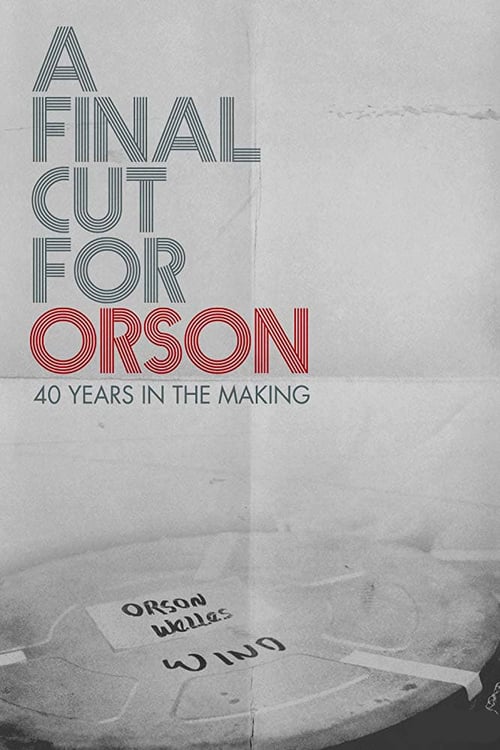 A
FINAL
CUT
FOR
ORSON
40 YEARS IN THE MAKING
ORSON
Welles
WIND